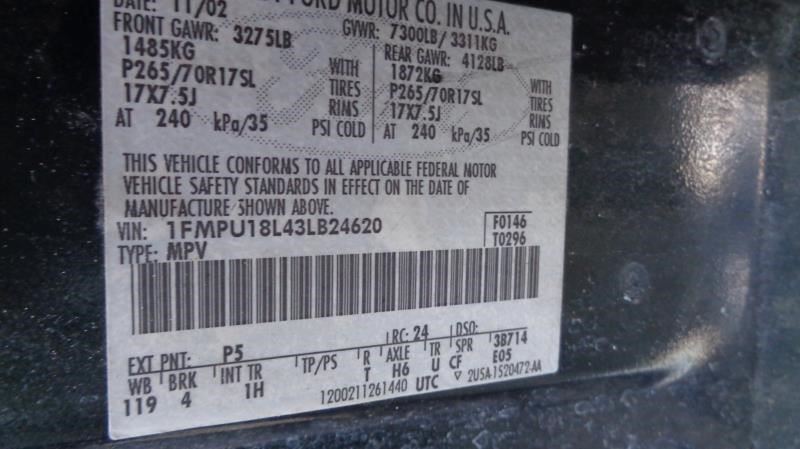 DATE: 11/02 FORD MOTOR CO. IN U.S.A.
FRONT GAWR: 3275LB GVWR: 7300LB/ 3311KG
1485KG REAR GAWR: 4128LB
P265/70R17SL WITH 1872KG WITH
17X7.5J TIRES P265/70R17SL TIRES
RIMS 17X7.5J RIMS
AT 240 kPa/35 PSI COLD AT 240 kPa/35 PSI COLD
THIS VEHICLE CONFORMS TO ALL APPLICABLE FEDERAL MOTOR
VEHICLE SAFETY STANDARDS IN EFFECT ON THE DATE OF
MANUFACTURE SHOWN ABOVE.
VIN: 1FMPU18L43LB24620 F0146
TYPE: MPV T0296
EXT PNT: P5 RC: 24 DSO:
WB BRK INT TR TP/PS R AXLE TR SPR 3B714
119 4 1H T H6 U CF E05
1200211261440 UTC ▽ 2USA-1520472-AA